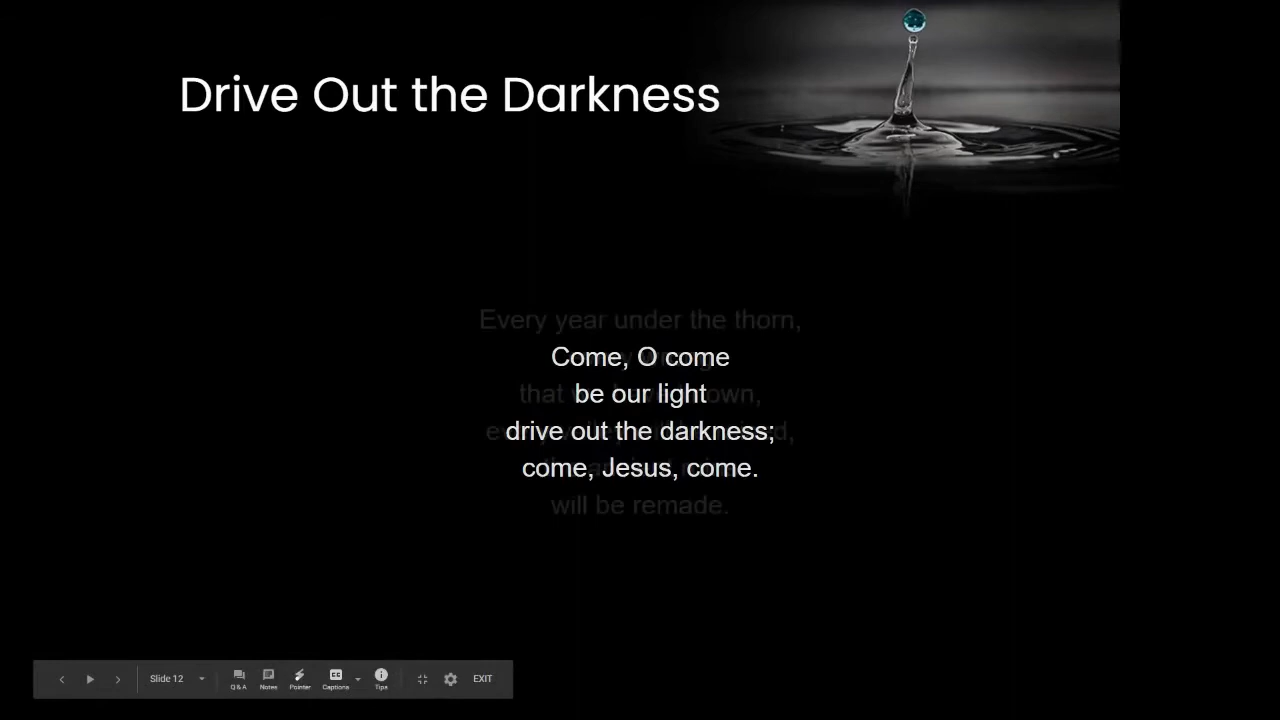 Drive Out the Darkness
Every year under the thorn,
Come, O come
be our light
drive out the darkness;
come, Jesus, come.
will be remade.
Slide 12
Q&A Notes Pointer Captions Tips
EXIT